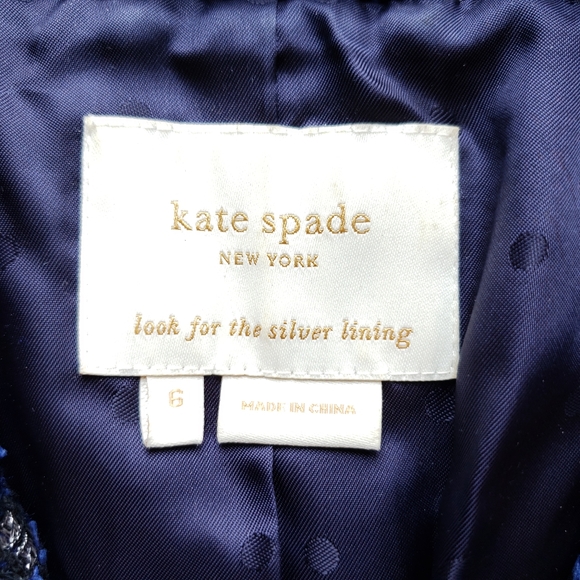 kate spade
NEW YORK
look for the silver lining
6
MADE IN CHINA